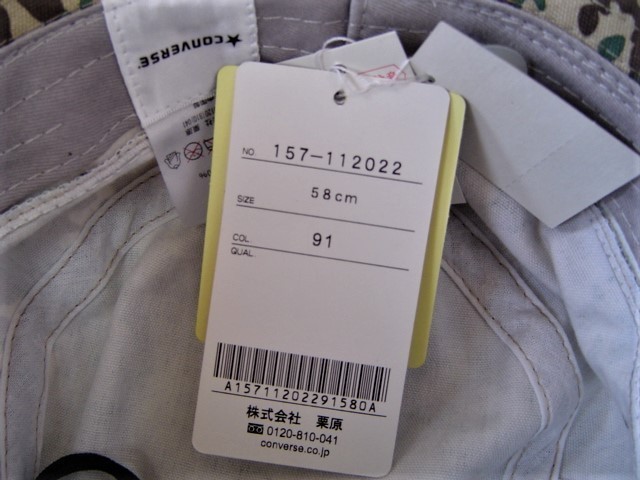 ★CONVERSE®
NO. 157-112022
SIZE 58cm
COL 91
QUAL.
A15711202291580A
株式会社 栗原
0120-810-041
converse.co.jp